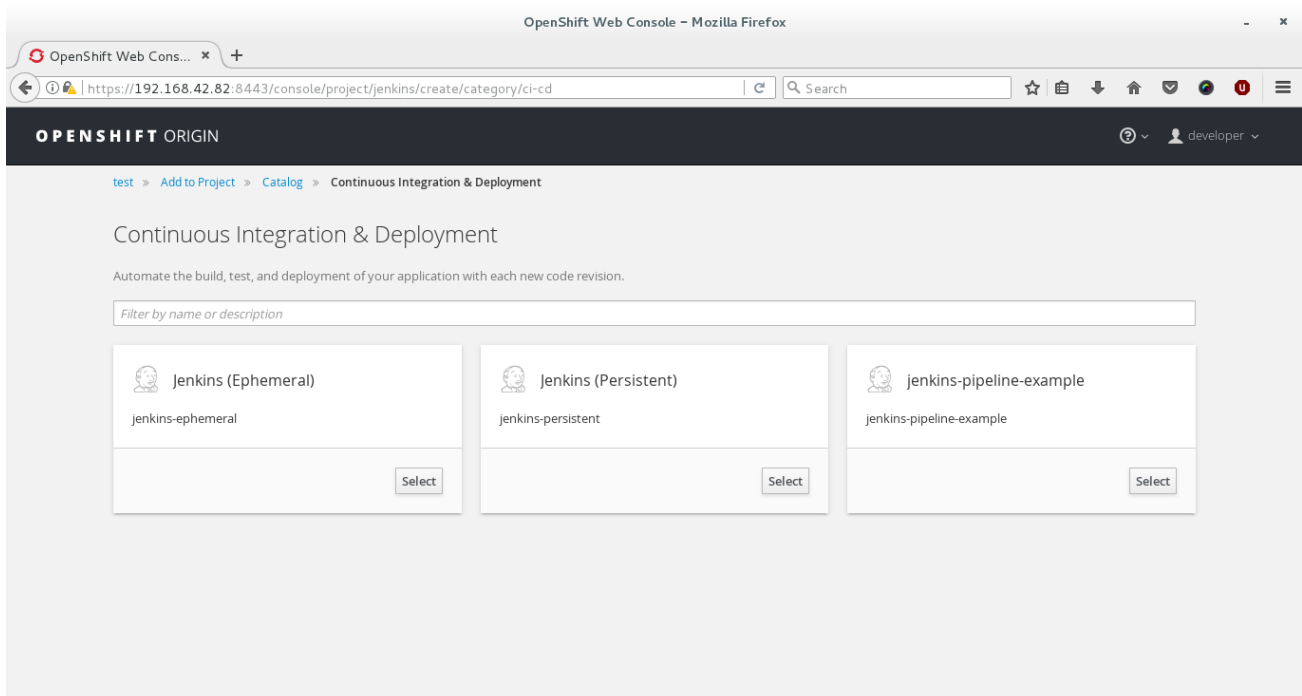 OpenShift Web Console - Mozilla Firefox
OpenShift Web Cons...
https://192.168.42.82:8443/console/project/jenkins/create/category/ci-cd
Search
OPENSHIFT ORIGIN
developer
test » Add to Project » Catalog » Continuous Integration & Deployment
Continuous Integration & Deployment
Automate the build, test, and deployment of your application with each new code revision.
Filter by name or description
Jenkins (Ephemeral)
jenkins-ephemeral
Select
Jenkins (Persistent)
jenkins-persistent
Select
jenkins-pipeline-example
jenkins-pipeline-example
Select